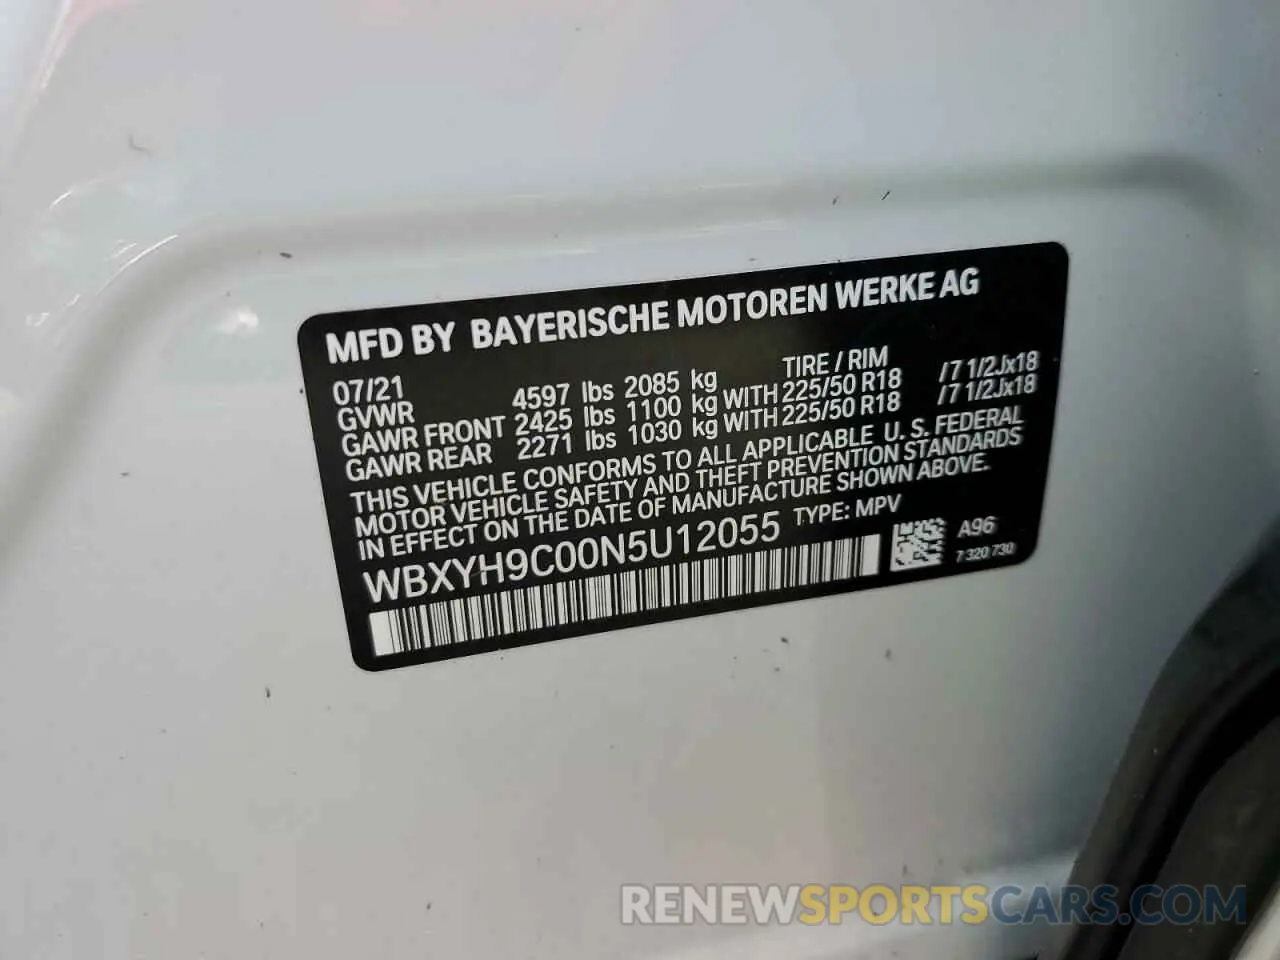 MFD BY BAYERISCHE MOTOREN WERKE AG
07/21 TIRE / RIM
GVWR 4597 lbs 2085 kg
GAWR FRONT 2425 lbs 1100 kg WITH 225/50 R18 /7 1/2Jx18
GAWR REAR 2271 lbs 1030 kg WITH 225/50 R18 /7 1/2Jx18
THIS VEHICLE CONFORMS TO ALL APPLICABLE U. S. FEDERAL
MOTOR VEHICLE SAFETY AND THEFT PREVENTION STANDARDS
IN EFFECT ON THE DATE OF MANUFACTURE SHOWN ABOVE.
WBXYH9C00N5U12055 TYPE: MPV
A96
7 320 730
RENEWSPORTSCARS.COM